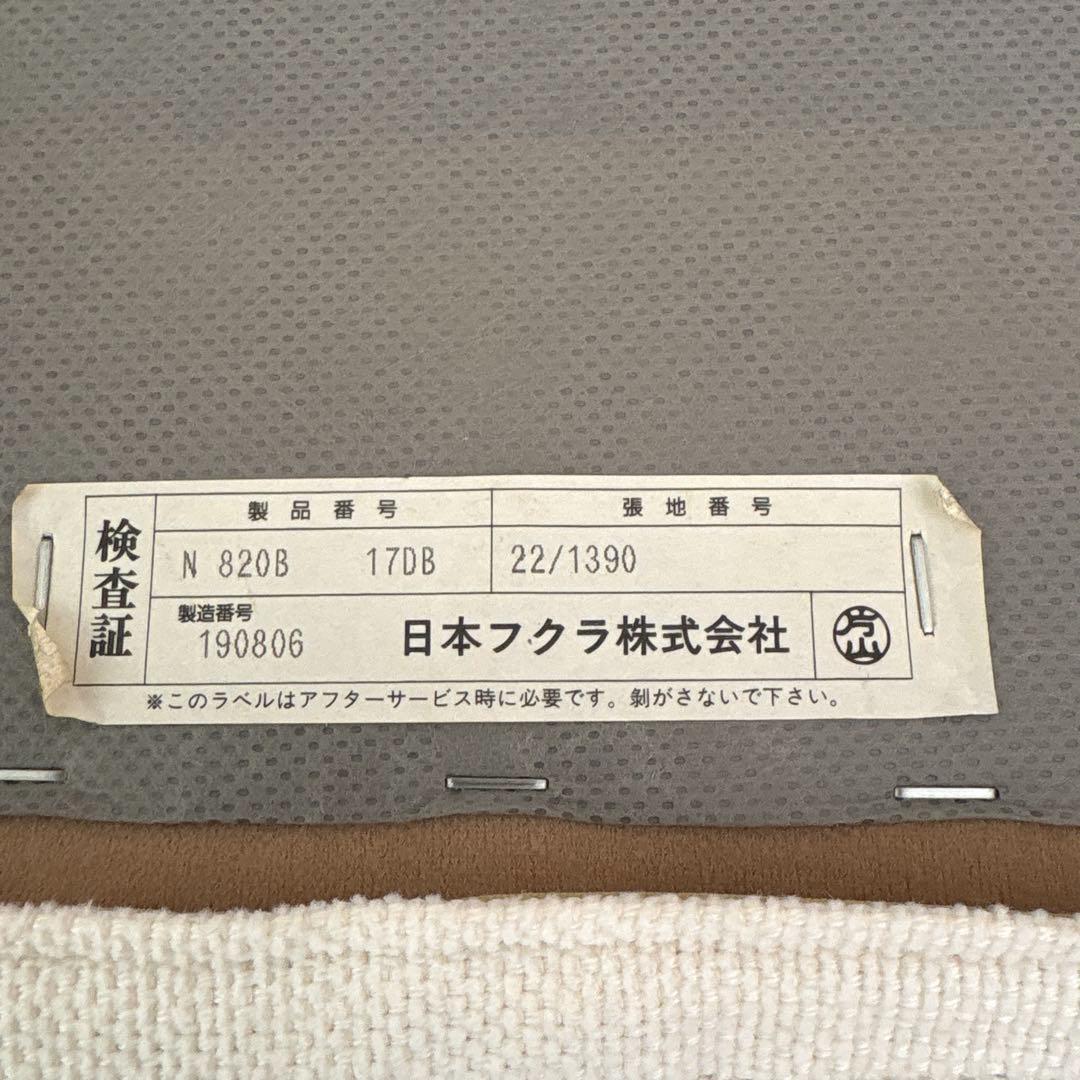 検査証
製品番号
張地番号
N 820B 17DB
22/1390
製造番号
190806
日本フクラ株式会社
※このラベルはアフターサービス時に必要です。剝がさないで下さい。